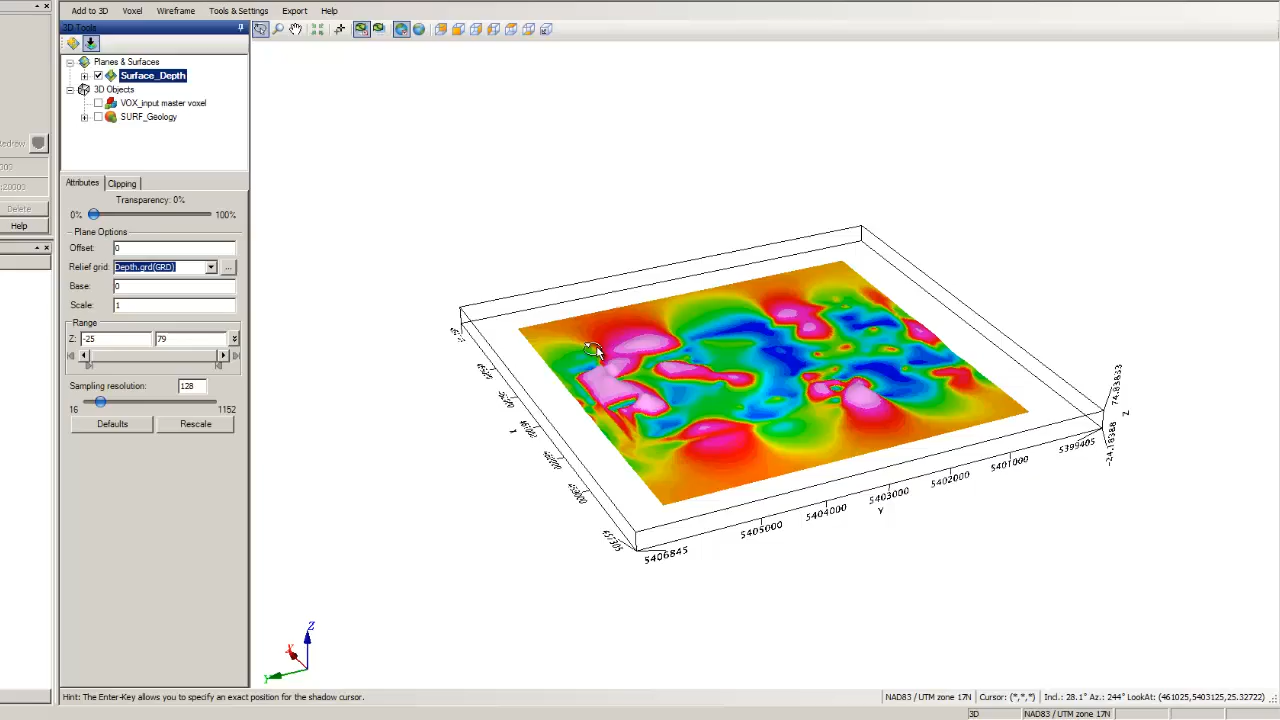 Add to 3D Voxel Wireframe Tools & Settings Export Help
3D Tools
Planes & Surfaces
Surface_Depth
3D Objects
VOX_input master voxel
SURF_Geology
Delete
Help
Attributes Clipping
Transparency: 0%
0% 100%
Plane Options
Offset: 0
Relief grid: Depth.grd(GRD) ...
Base: 0
Scale: 1
Range
Z: -25 79
Sampling resolution: 128
16 1152
Defaults Rescale
X
74.83853
Z
-24.18388
5399405
5401000
5402000
5403000
Y
5404000
5405000
5406845
Z
X
Y
Hint: The Enter-Key allows you to specify an exact position for the shadow cursor.
NAD83 / UTM zone 17N Cursor: (*,*,*) Incl.: 28.1° Az.: 244° LookAt: (461025,5403125,25.32722)
3D NAD83 / UTM zone 17N